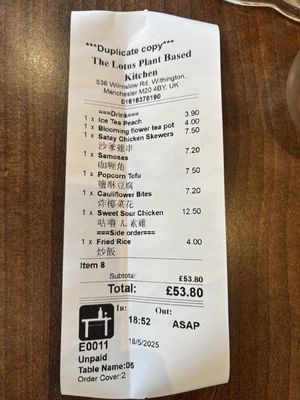 ***Duplicate copy***
The Lotus Plant Based
Kitchen
536 Wilmslow Rd, Withington,
Manchester M20 4BY, UK
01616378190
===Drink===
1 x Ice Tea Peach 3.90
1 x Blooming flower tea pot 4.00
1 x Satay Chicken Skewers 7.50
沙爹雞串
1 x Samosas 7.20
咖喱角
1 x Popcorn Tofu 7.50
鹽酥豆腐
1 x Cauliflower Bites 7.20
炸椰菜花
1 x Sweet Sour Chicken 12.50
咕嚕 素雞
===Side order===
1 x Fried Rice 4.00
炒飯
Item 8
Subtotal: £53.80
Total: £53.80
In: Out:
18:52 ASAP
E0011 18/5/2025
Unpaid
Table Name:05
Order Cover:2